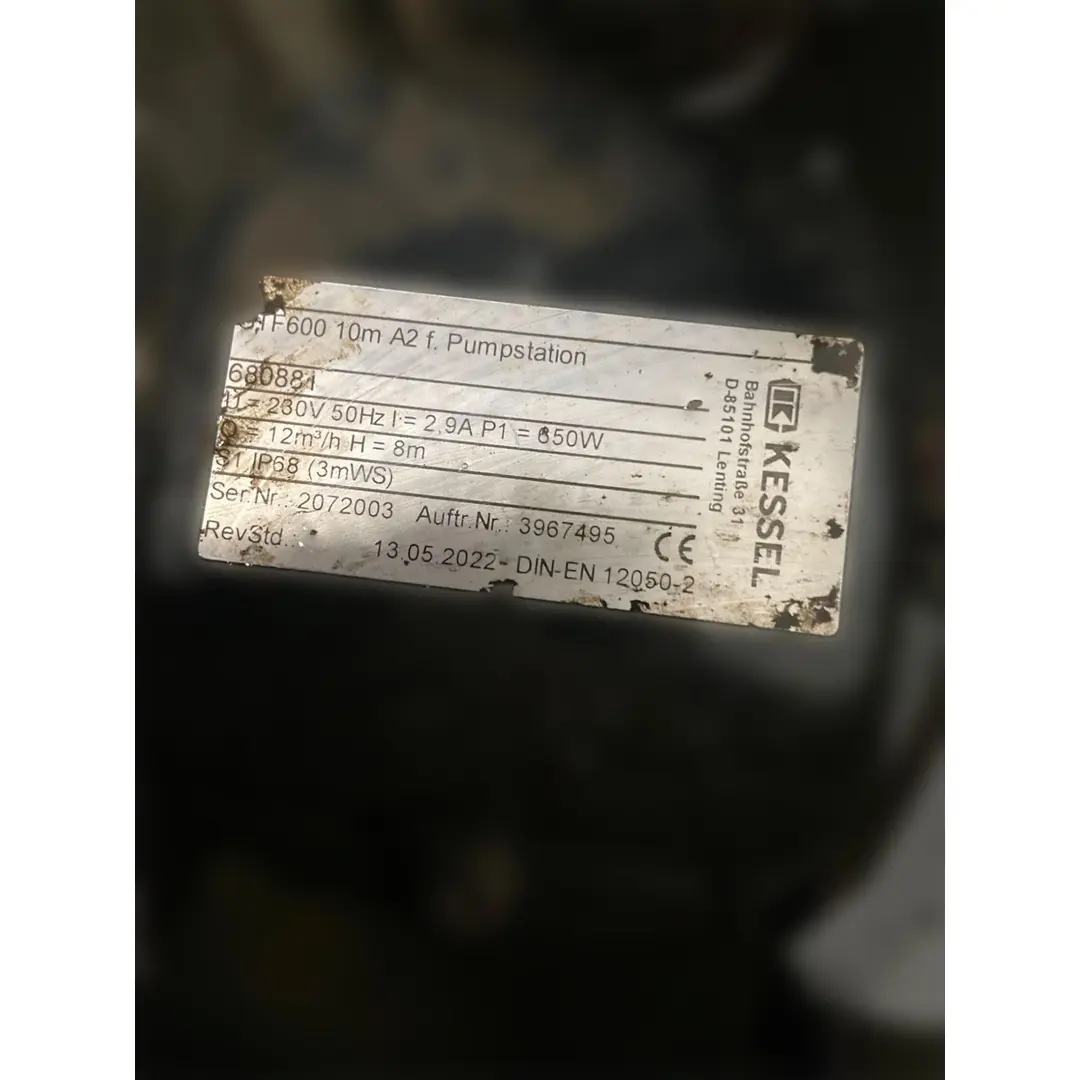 GTF600 10m A2 f. Pumpstation
680881
U = 230V 50Hz I = 2,9A P1 = 650W
Q = 12m³/h H = 8m
S1 IP68 (3mWS)
Ser.Nr.: 2072003 Auftr.Nr.: 3967495
RevStd.:
13.05.2022- DIN-EN 12050-2
CE
KESSEL
Bahnhofstraße 31
D-85101 Lenting